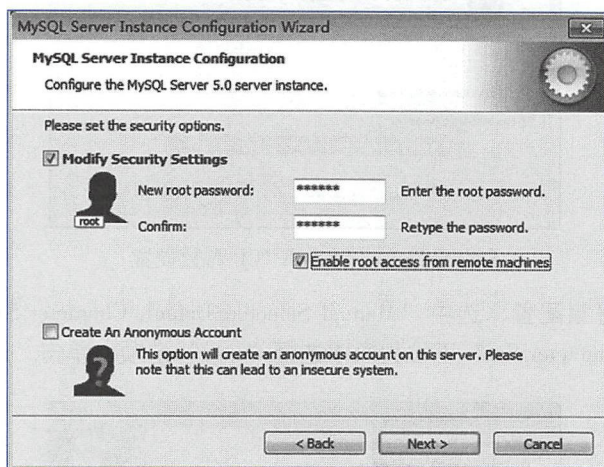 MySQL Server Instance Configuration Wizard
MySQL Server Instance Configuration
Configure the MySQL Server 5.0 server instance.
Please set the security options.
Modify Security Settings
root
New root password: ****** Enter the root password.
Confirm: ****** Retype the password.
Enable root access from remote machines
Create An Anonymous Account
This option will create an anonymous account on this server. Please
note that this can lead to an insecure system.
< Back Next > Cancel